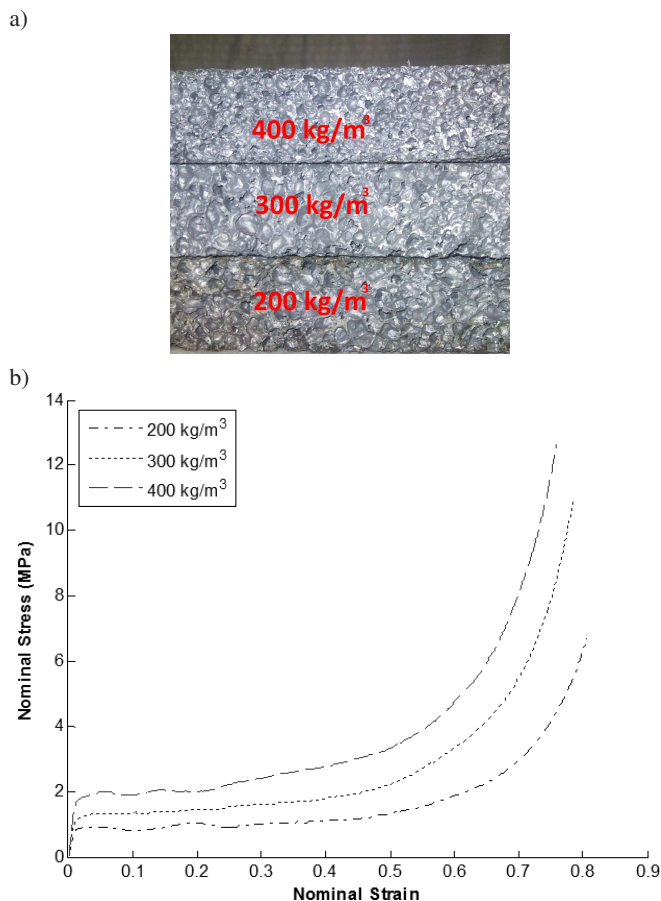 a)
400 kg/m³
300 kg/m³
200 kg/m³
b)
14
12
10
8
6
4
2
0
Nominal Stress (MPa)
200 kg/m³
300 kg/m³
400 kg/m³
0 0.1 0.2 0.3 0.4 0.5 0.6 0.7 0.8 0.9
Nominal Strain